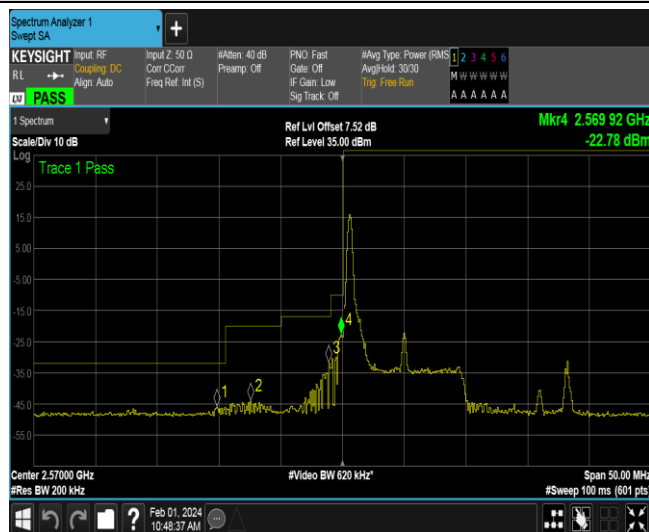 Spectrum Analyzer 1
Swept SA
+
KEYSIGHT Input: RF Input Z: 50 Ω #Atten: 40 dB PNO: Fast #Avg Type: Power (RMS 1 2 3 4 5 6
RL Coupling: DC Corr CCorr Preamp: Off Gate: Off Avg|Hold: 30/30 M W W W W W
Align: Auto Freq Ref: Int (S) IF Gain: Low Trig: Free Run
LXI PASS Sig Track: Off A A A A A A
1 Spectrum Ref Lvl Offset 7.52 dB Mkr4 2.569 92 GHz
Scale/Div 10 dB Ref Level 35.00 dBm -22.78 dBm
Log
Trace 1 Pass
25.0
15.0
5.00
-5.00
-15.0
4
-25.0
3
-35.0
1 2
-45.0
-55.0
Center 2.57000 GHz #Video BW 620 kHz* Span 50.00 MHz
#Res BW 200 kHz #Sweep 100 ms (601 pts)
? Feb 01, 2024
10:48:37 AM